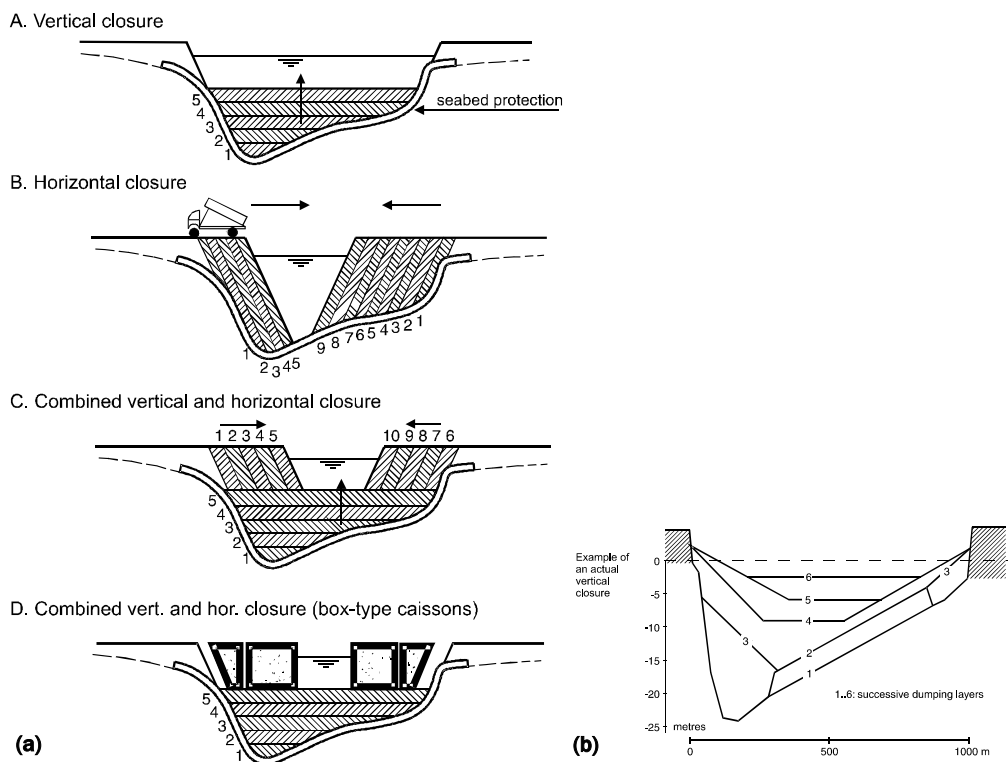 A. Vertical closure
5
4
3
2
1
seabed protection
B. Horizontal closure
1
2
3
4
5
9
8
7
6
5
4
3
2
1
C. Combined vertical and horizontal closure
1 2 3 4 5
10 9 8 7 6
5
4
3
2
1
D. Combined vert. and hor. closure (box-type caissons)
5
4
3
2
1
(a)
Example of
an actual
vertical
closure
0
-5
-10
-15
-20
-25
metres
6
5
4
3
3
2
1
1..6: successive dumping layers
0
500
1000 m
(b)